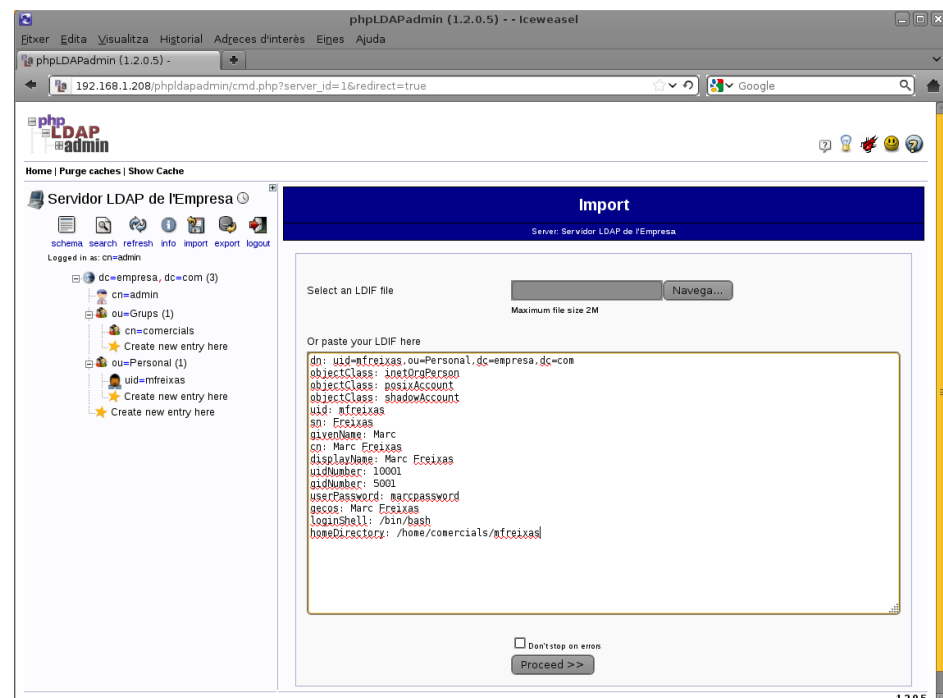 phpLDAPadmin (1.2.0.5) - - Iceweasel
Fitxer Edita Visualitza Historial Adreces d'interès Eines Ajuda
phpLDAPadmin (1.2.0.5) -
192.168.1.208/phpldapadmin/cmd.php?server_id=1&redirect=true
Google
php
LDAP
admin
Home | Purge caches | Show Cache
Servidor LDAP de l'Empresa
schema search refresh info import export logout
Logged in as: cn=admin
dc=empresa, dc=com (3)
cn=admin
ou=Grups (1)
cn=comercials
Create new entry here
ou=Personal (1)
uid=mfreixas
Create new entry here
Create new entry here
Import
Server: Servidor LDAP de l'Empresa
Select an LDIF file
Navega...
Maximum file size 2M
Or paste your LDIF here
dn: uid=mfreixas,ou=Personal,dc=empresa,dc=com
objectClass: inetOrgPerson
objectClass: posixAccount
objectClass: shadowAccount
uid: mfreixas
sn: Freixas
givenName: Marc
cn: Marc Freixas
displayName: Marc Freixas
uidNumber: 10001
gidNumber: 5001
userPassword: marcpassword
gecos: Marc Freixas
loginShell: /bin/bash
homeDirectory: /home/comercials/mfreixas
Don't stop on errors
Proceed >>
1.2.0.5